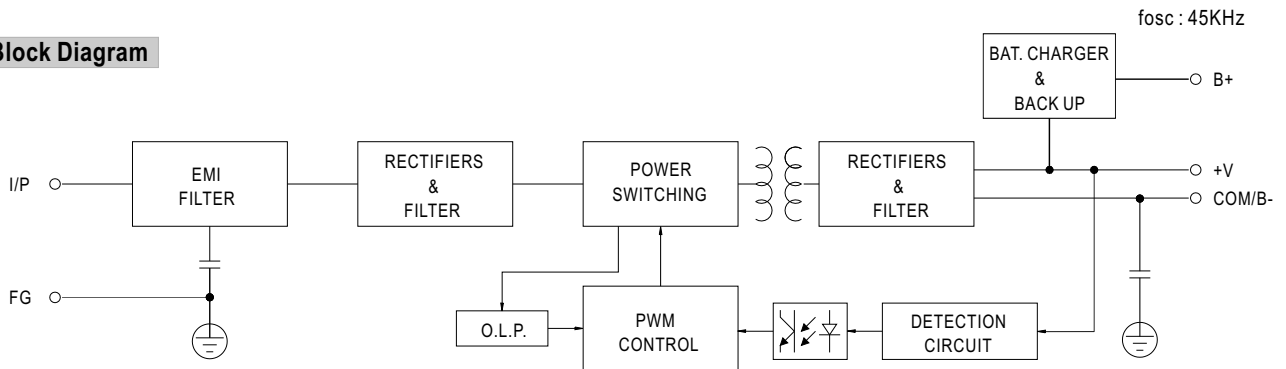 fosc : 45KHz
Block Diagram
BAT. CHARGER
&
BACK UP
B+
I/P
EMI
FILTER
RECTIFIERS
&
FILTER
POWER
SWITCHING
RECTIFIERS
&
FILTER
+V
COM/B-
FG
O.L.P.
PWM
CONTROL
DETECTION
CIRCUIT